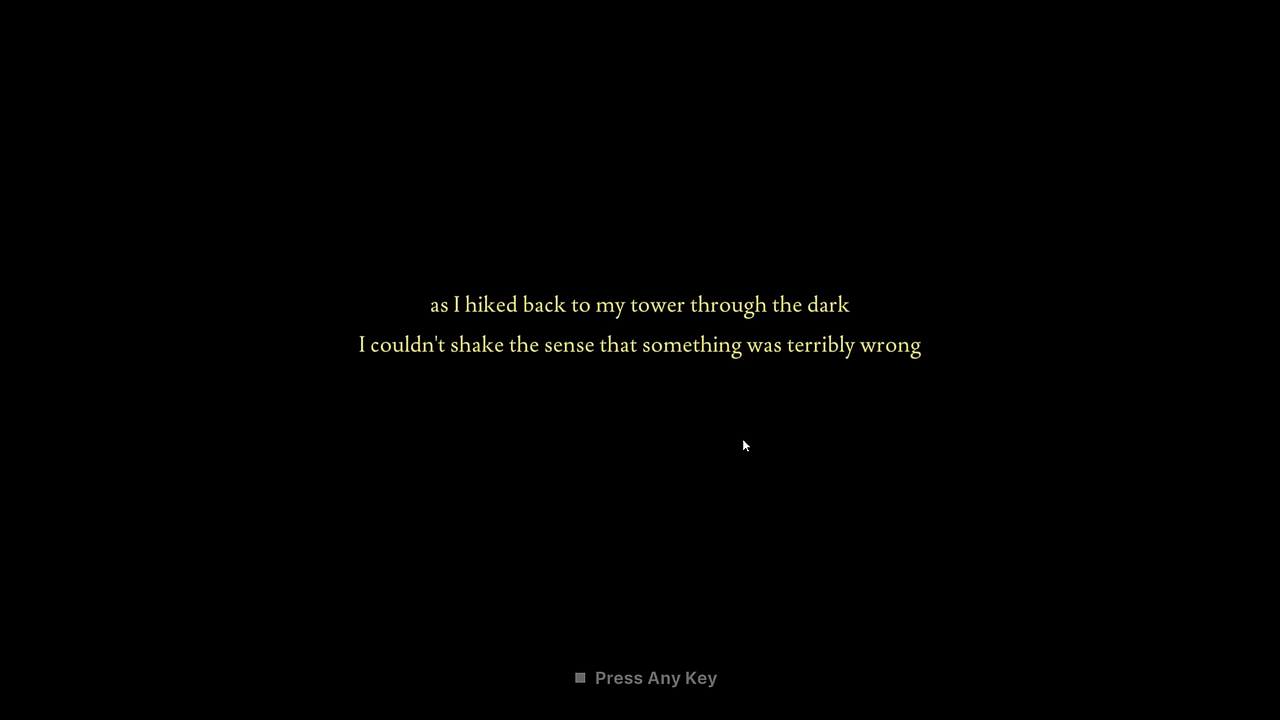 as I hiked back to my tower through the dark
I couldn't shake the sense that something was terribly wrong
Press Any Key